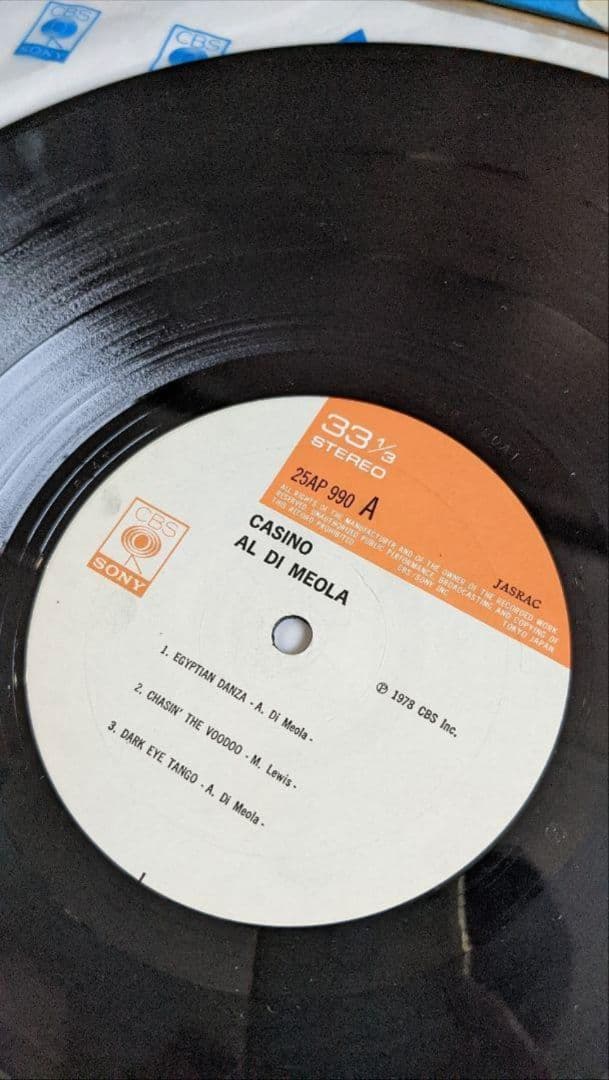 CBS
SONY
CBS
SONY
33 1/3
STEREO
25AP 990 A
ALL RIGHTS OF THE MANUFACTURER AND OF THE OWNER OF THE RECORDED WORK
RESERVED. UNAUTHORIZED PUBLIC PERFORMANCE, BROADCASTING AND COPYING OF
THIS RECORD PROHIBITED.
CBS/SONY INC.
TOKYO JAPAN
JASRAC
CBS
SONY
CASINO
AL DI MEOLA
℗ 1978 CBS Inc.
1. EGYPTIAN DANZA - A. Di Meola -
2. CHASIN' THE VOODOO - M. Lewis -
3. DARK EYE TANGO - A. Di Meola -